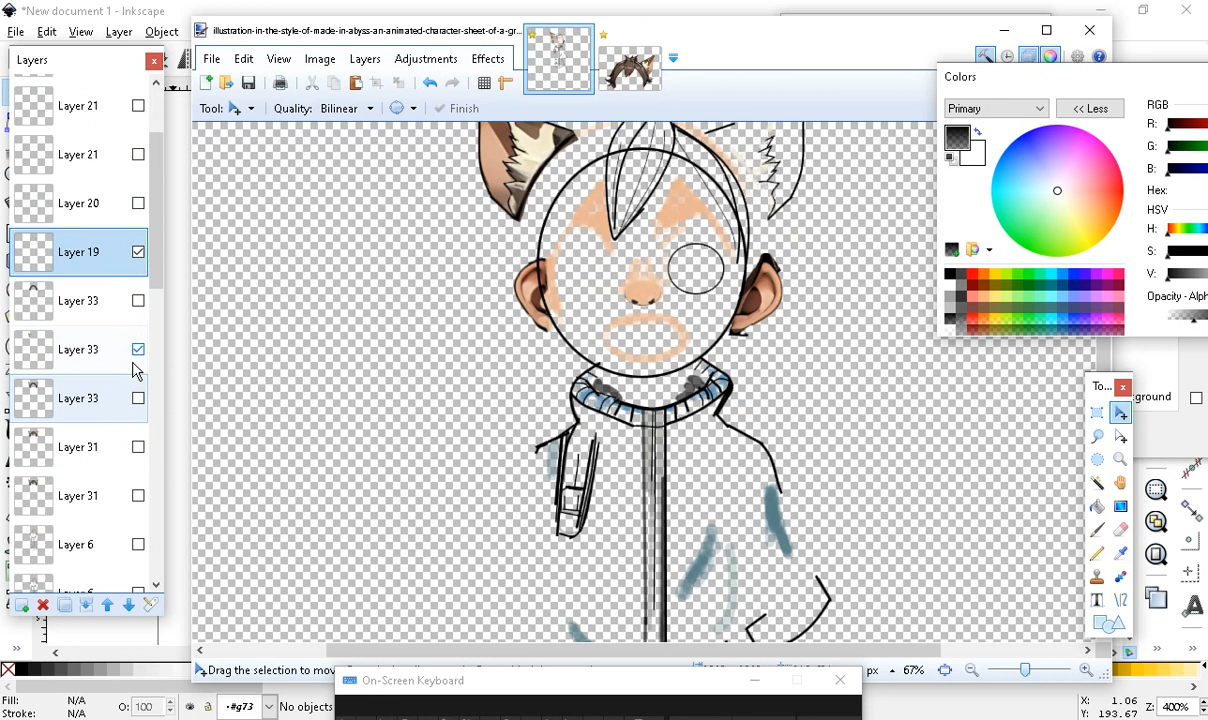 *New document 1 - Inkscape
File Edit View Layer Object
Layers
Layer 21
Layer 21
Layer 20
Layer 19
Layer 33
Layer 33
Layer 33
Layer 31
Layer 31
Layer 6
illustration-in-the-style-of-made-in-abyss-an-animated-character-sheet-of-a-gr...
File Edit View Image Layers Adjustments Effects
Tool: Quality: Bilinear Finish
Colors
Primary << Less
RGB
R:
G:
B:
Hex:
HSV
H:
S:
V:
Opacity - Alph
To...
ground
Drag the selection to mov
px 67%
On-Screen Keyboard
Fill: N/A
Stroke: N/A
O: 100
•#g73
No objects
X: 1.06
Y: 193.67
Z: 400%